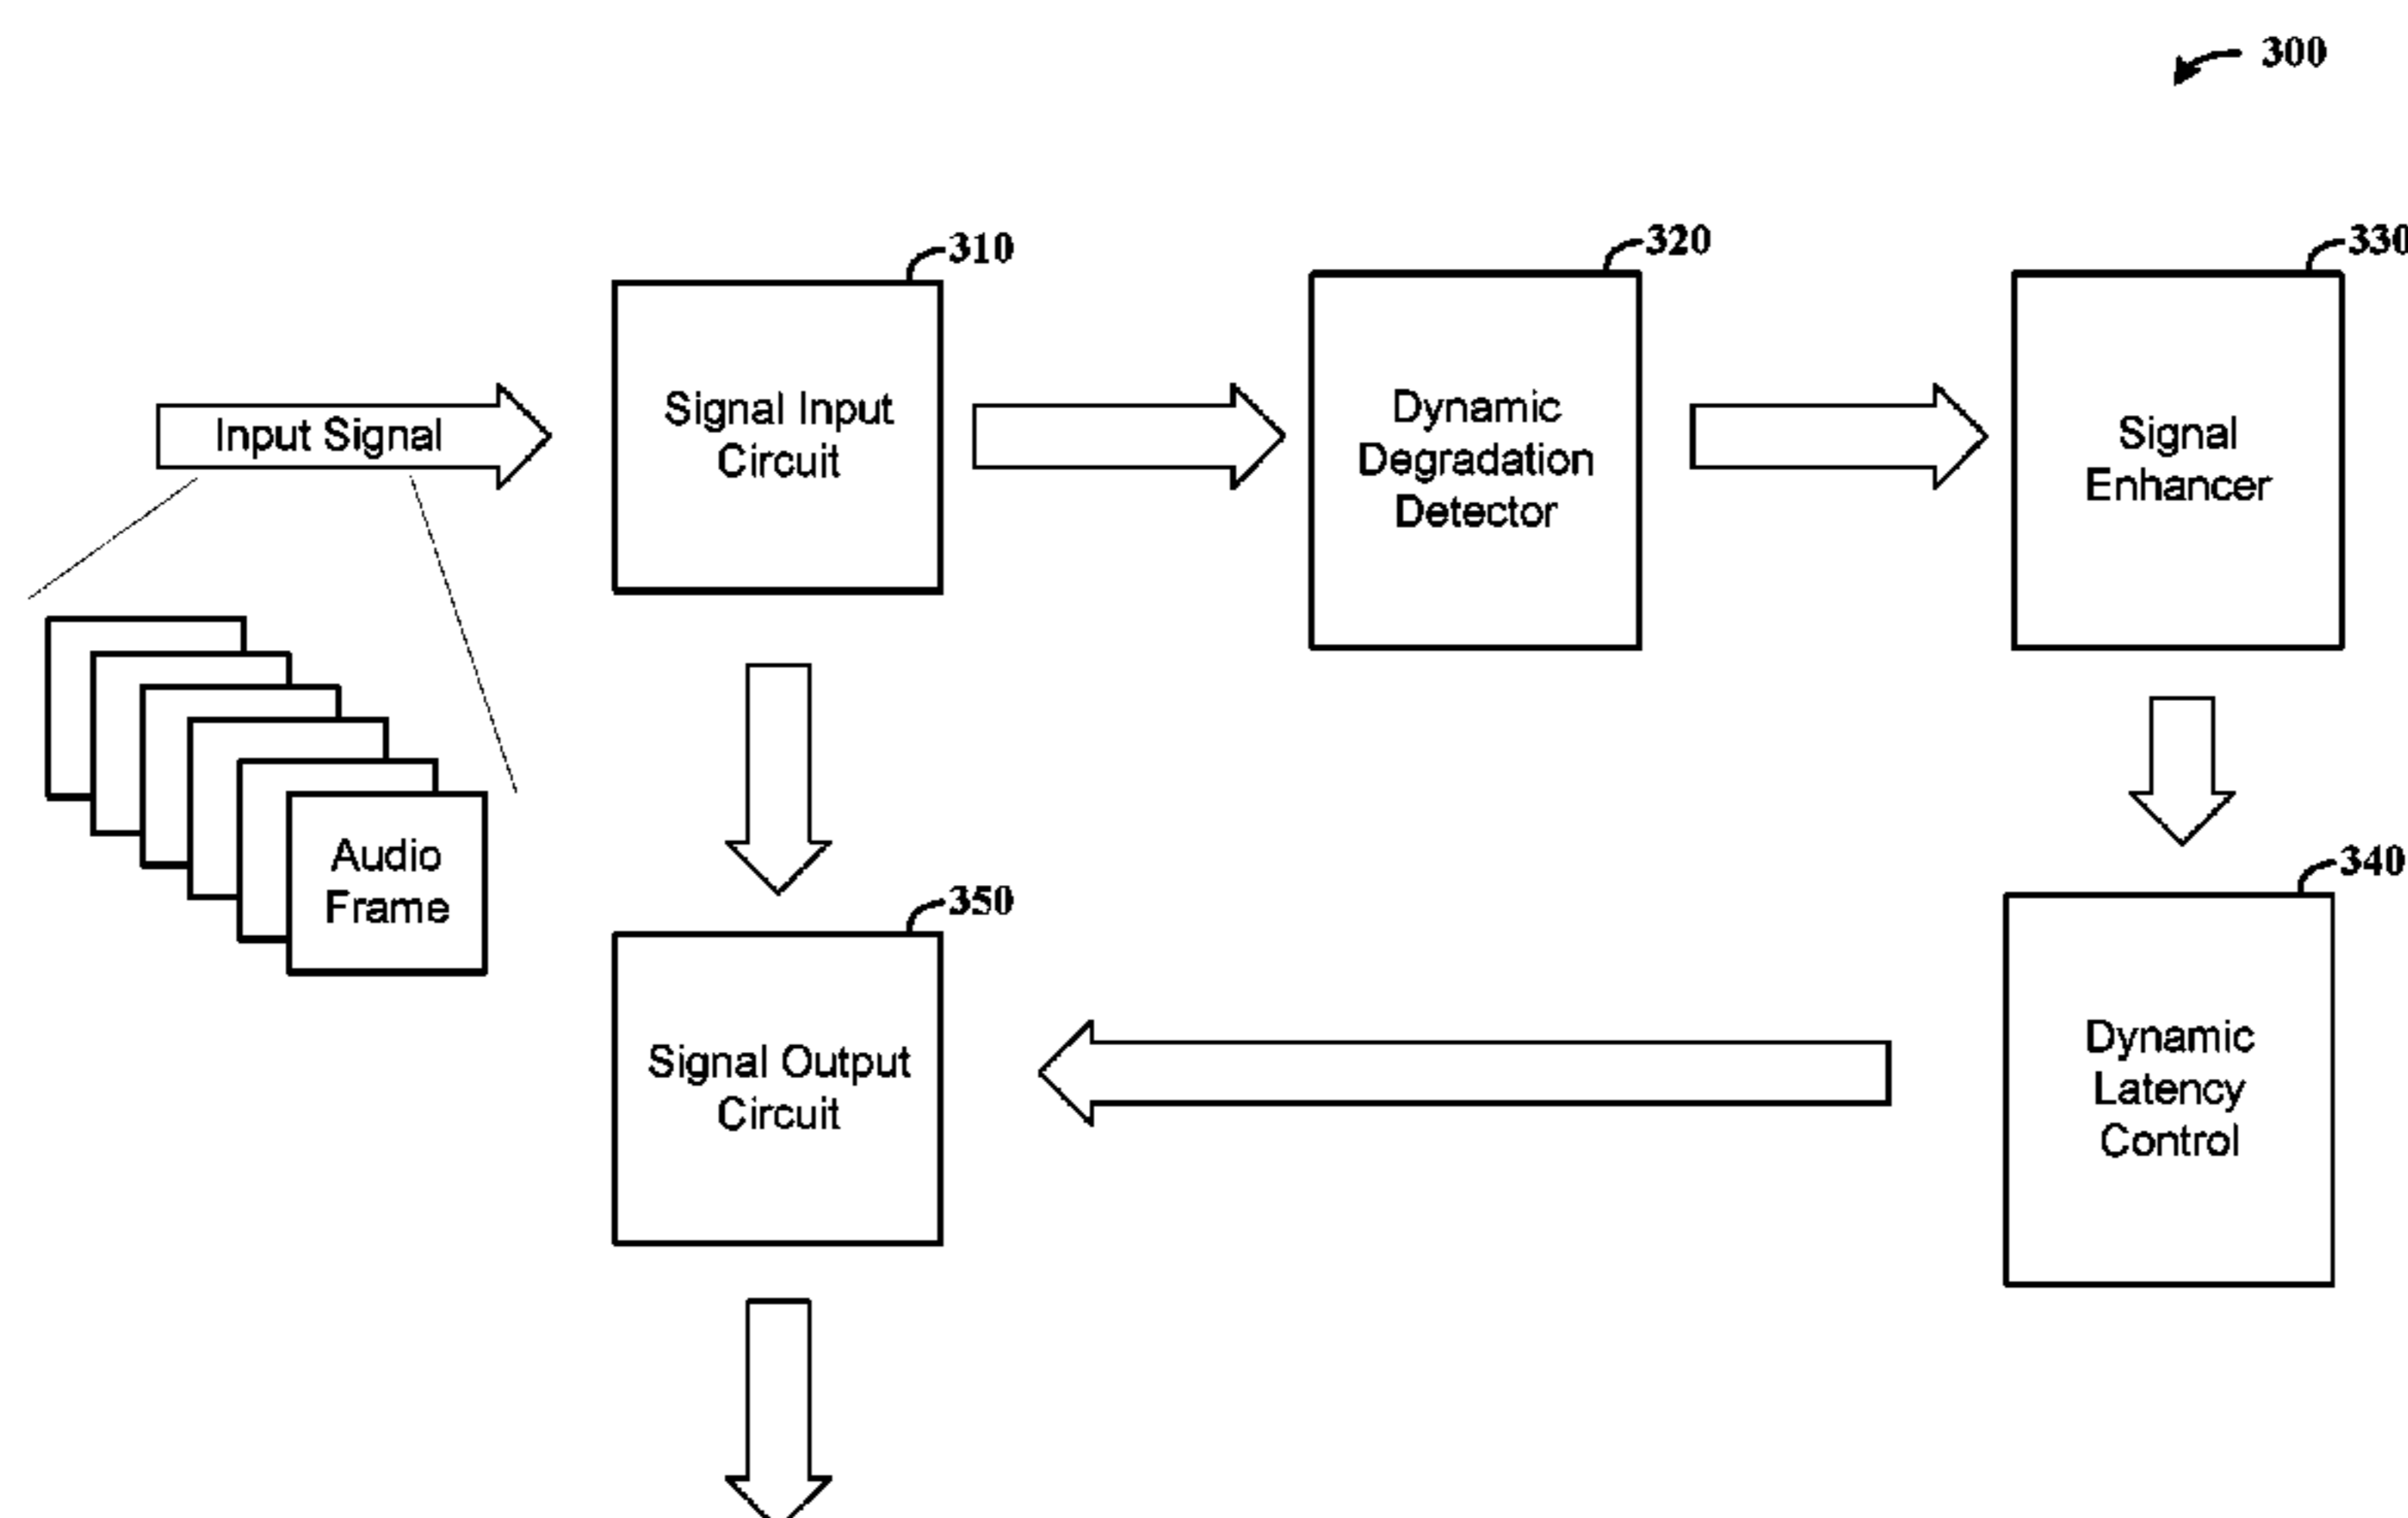 300
310
320
330
Input Signal
Signal Input
Circuit
Dynamic
Degradation
Detector
Signal
Enhancer
Audio
Frame
350
340
Signal Output
Circuit
Dynamic
Latency
Control